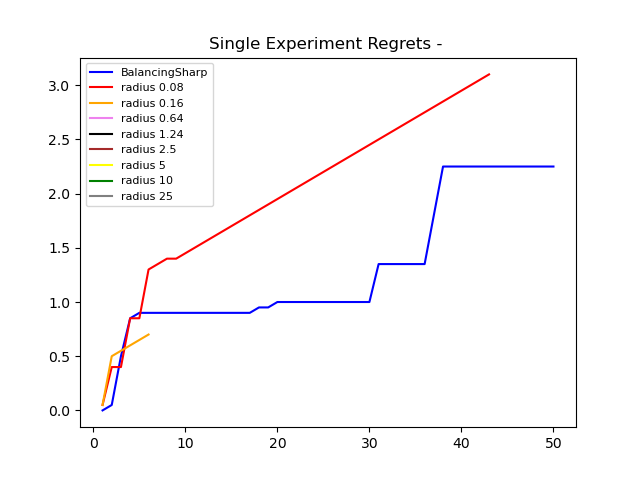 Single Experiment Regrets -
BalancingSharp
radius 0.08
radius 0.16
radius 0.64
radius 1.24
radius 2.5
radius 5
radius 10
radius 25
3.0
2.5
2.0
1.5
1.0
0.5
0.0
0 10 20 30 40 50